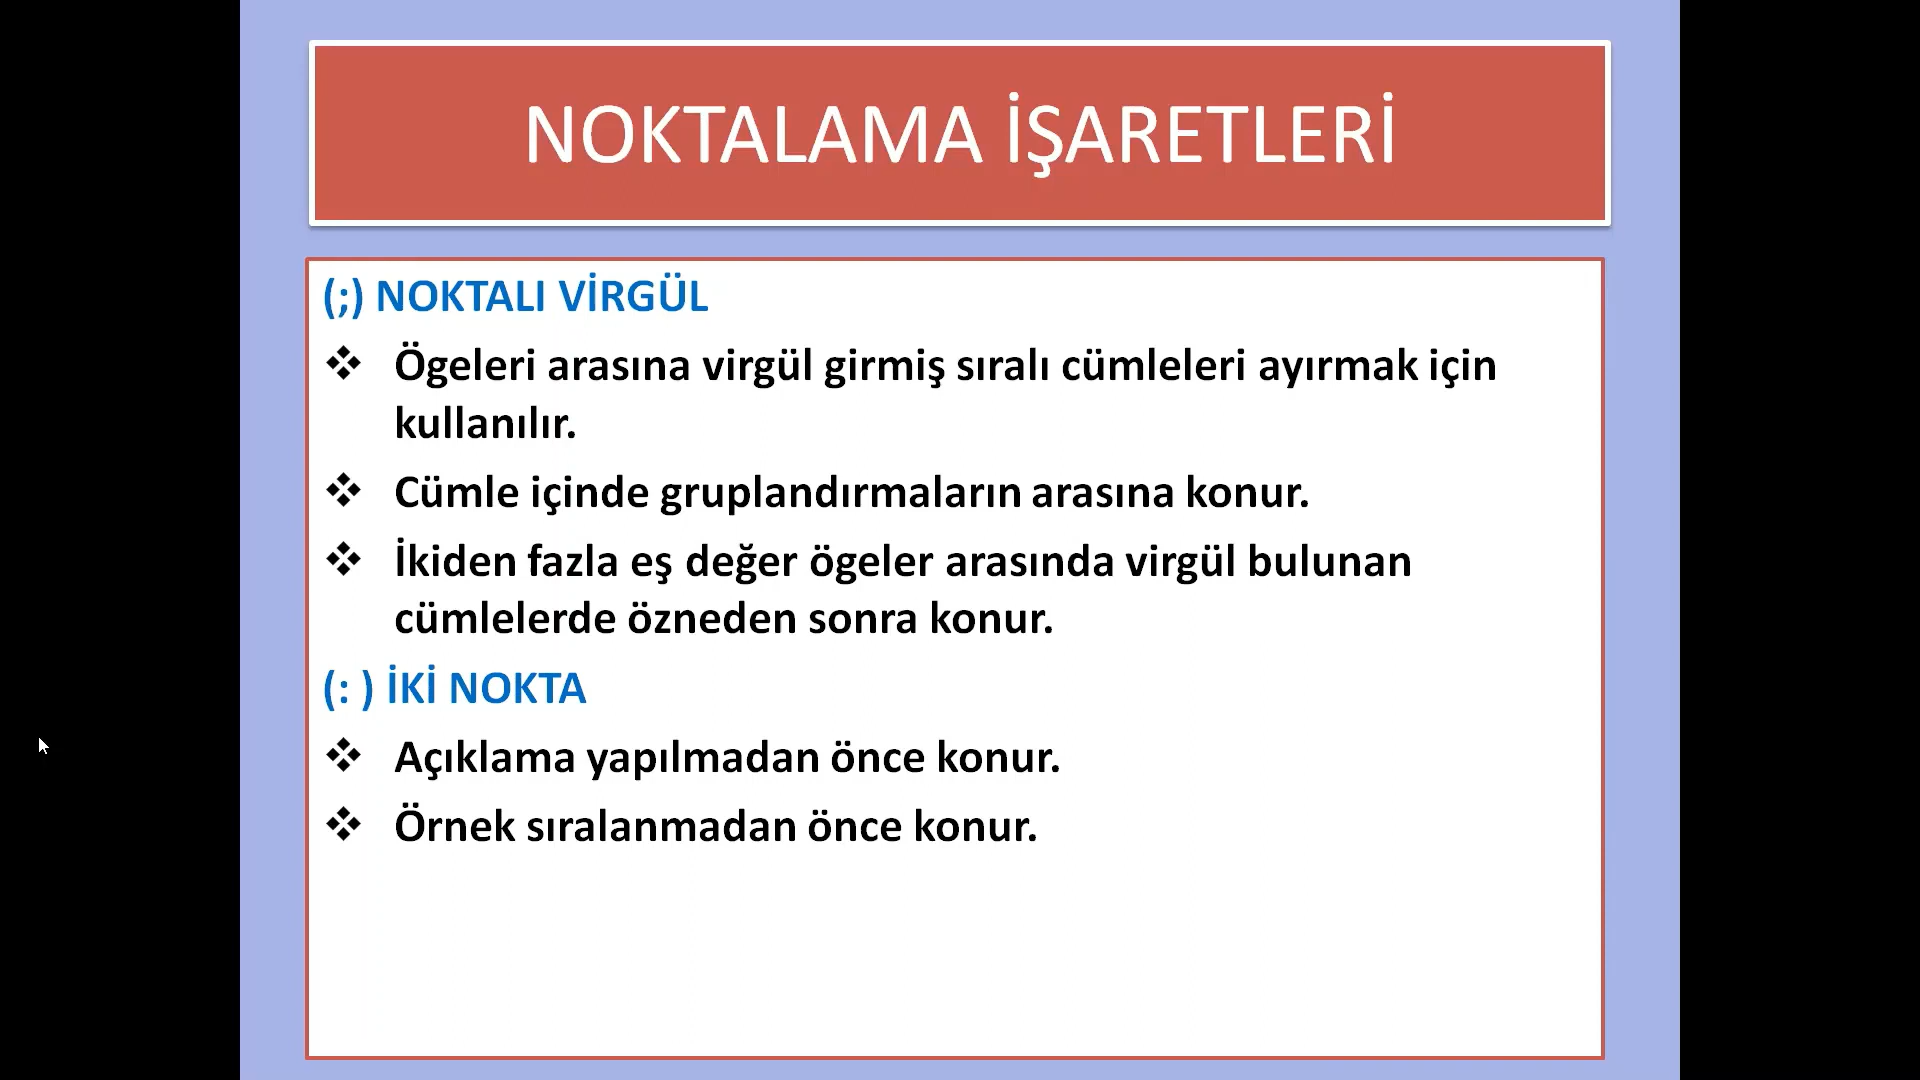 NOKTALAMA İŞARETLERİ
(;) NOKTALI VİRGÜL
❖ Ögeleri arasına virgül girmiş sıralı cümleleri ayırmak için
kullanılır.
❖ Cümle içinde gruplandırmaların arasına konur.
❖ İkiden fazla eş değer ögeler arasında virgül bulunan
cümlelerde özneden sonra konur.
(: ) İKİ NOKTA
❖ Açıklama yapılmadan önce konur.
❖ Örnek sıralanmadan önce konur.